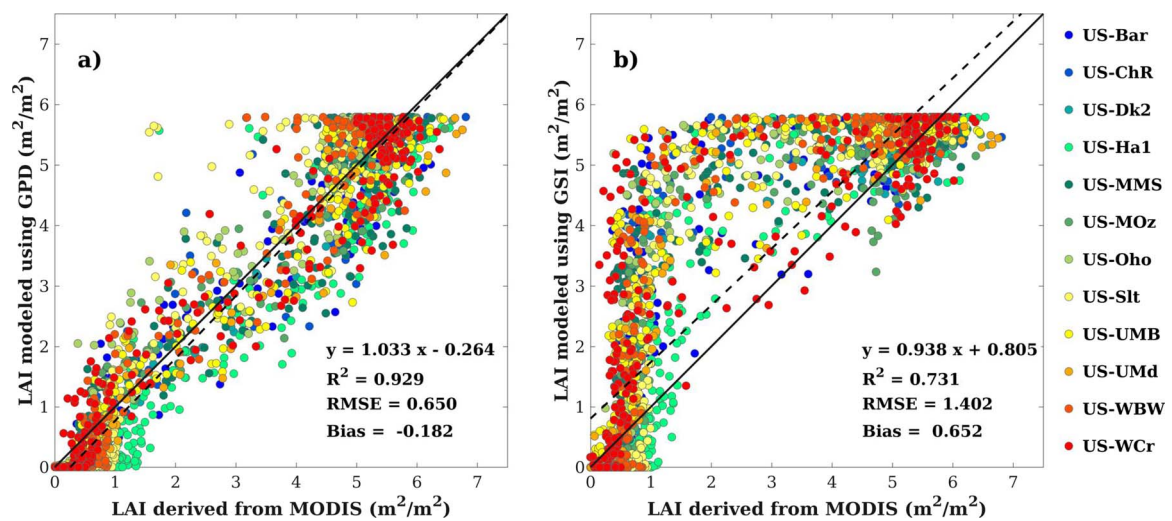 a)
LAI modeled using GPD (m²/m²)
7
6
5
4
3
2
1
0
y = 1.033 x - 0.264
R² = 0.929
RMSE = 0.650
Bias = -0.182
0 1 2 3 4 5 6 7
LAI derived from MODIS (m²/m²)
b)
LAI modeled using GSI (m²/m²)
7
6
5
4
3
2
1
0
y = 0.938 x + 0.805
R² = 0.731
RMSE = 1.402
Bias = 0.652
0 1 2 3 4 5 6 7
LAI derived from MODIS (m²/m²)
US-Bar
US-ChR
US-Dk2
US-Ha1
US-MMS
US-MOz
US-Oho
US-Slt
US-UMB
US-UMd
US-WBW
US-WCr